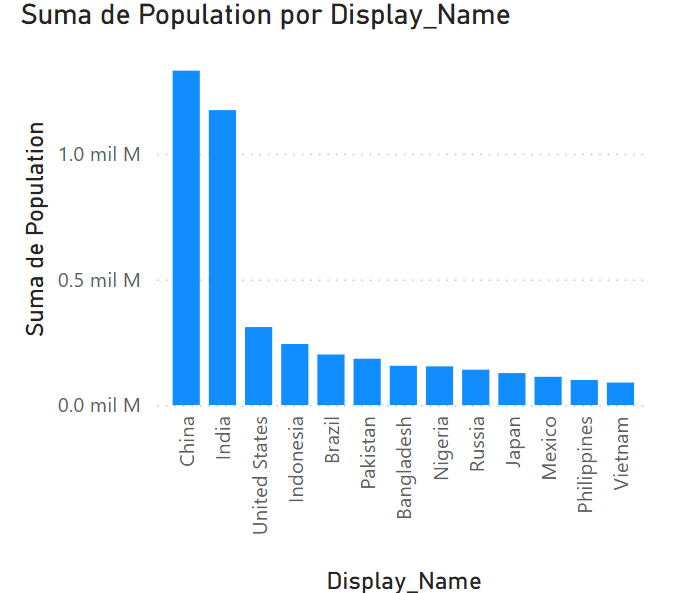 Suma de Population por Display_Name
Suma de Population
1.0 mil M
0.5 mil M
0.0 mil M
China
India
United States
Indonesia
Brazil
Pakistan
Bangladesh
Nigeria
Russia
Japan
Mexico
Philippines
Vietnam
Display_Name